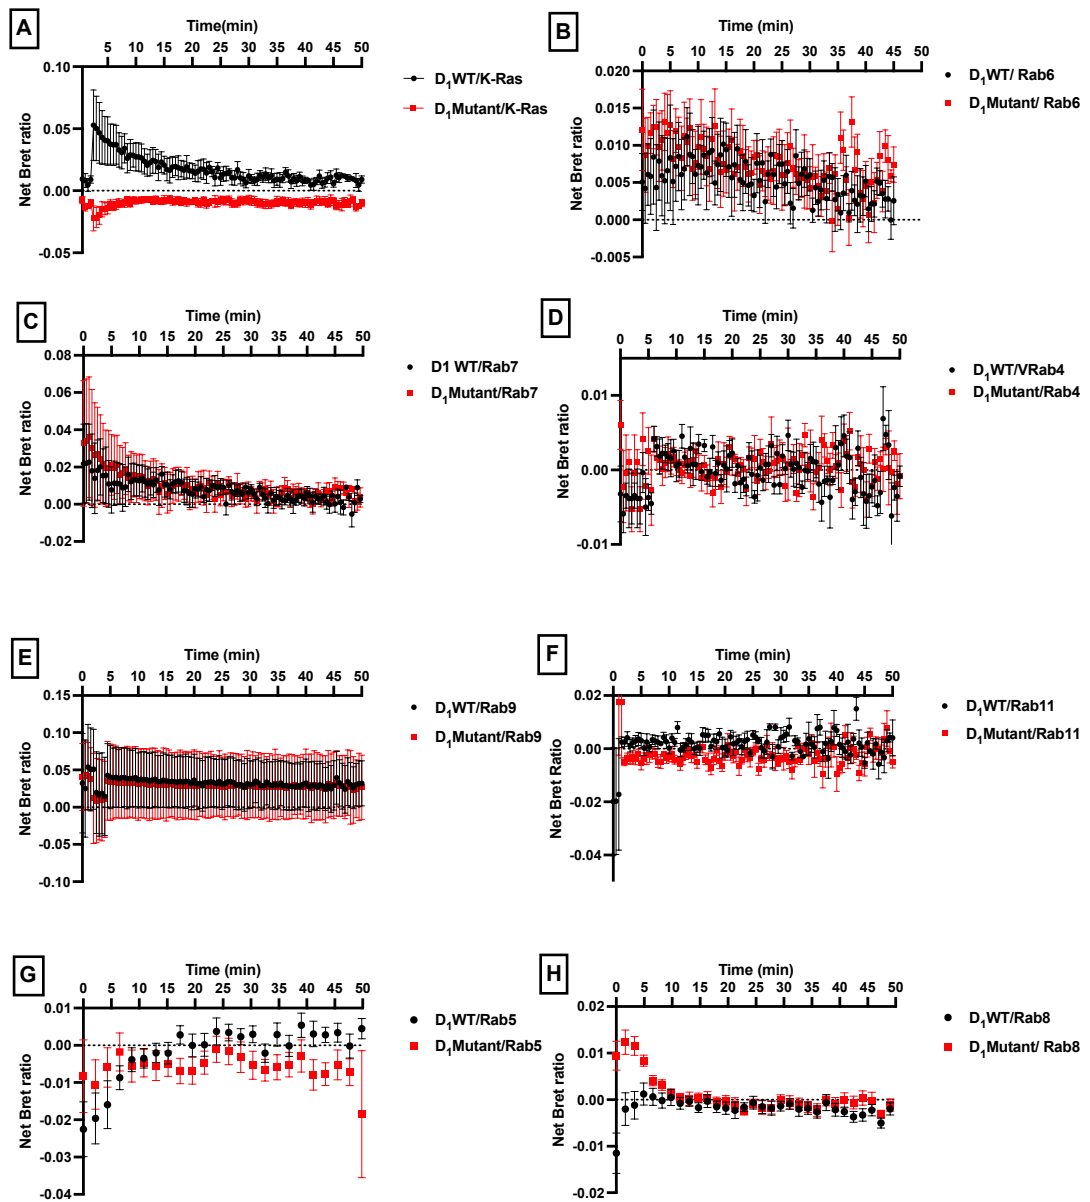 A
Time(min)
5 10 15 20 25 30 35 40 45 50
0.10
0.05
0.00
-0.05
Net Bret ratio
D1WT/K-Ras
D1Mutant/K-Ras
B
Time (min)
0 5 10 15 20 25 30 35 40 45 50
0.020
0.015
0.010
0.005
0.000
-0.005
Net Bret ratio
D1WT/ Rab6
D1Mutant/ Rab6
C
Time (min)
0 5 10 15 20 25 30 35 40 45 50
0.08
0.06
0.04
0.02
0.00
-0.02
Net Bret ratio
D1 WT/Rab7
D1Mutant/Rab7
D
Time (min)
0 5 10 15 20 25 30 35 40 45 50
0.01
0.00
-0.01
Net Bret ratio
D1WT/VRab4
D1Mutant/Rab4
E
Time (min)
0 5 10 15 20 25 30 35 40 45 50
0.15
0.10
0.05
0.00
-0.05
-0.10
Net Bret ratio
D1WT/Rab9
D1Mutant/Rab9
F
Time (min)
0 5 10 15 20 25 30 35 40 45 50
0.02
0.00
-0.02
-0.04
Net Bret Ratio
D1WT/Rab11
D1Mutant/Rab11
G
Time (min)
0 5 10 15 20 25 30 35 40 45 50
0.01
0.00
-0.01
-0.02
-0.03
-0.04
Net Bret ratio
D1WT/Rab5
D1Mutant/Rab5
H
Time (min)
0 5 10 15 20 25 30 35 40 45 50
0.02
0.01
0.00
-0.01
-0.02
Net Bret ratio
D1WT/Rab8
D1Mutant/ Rab8